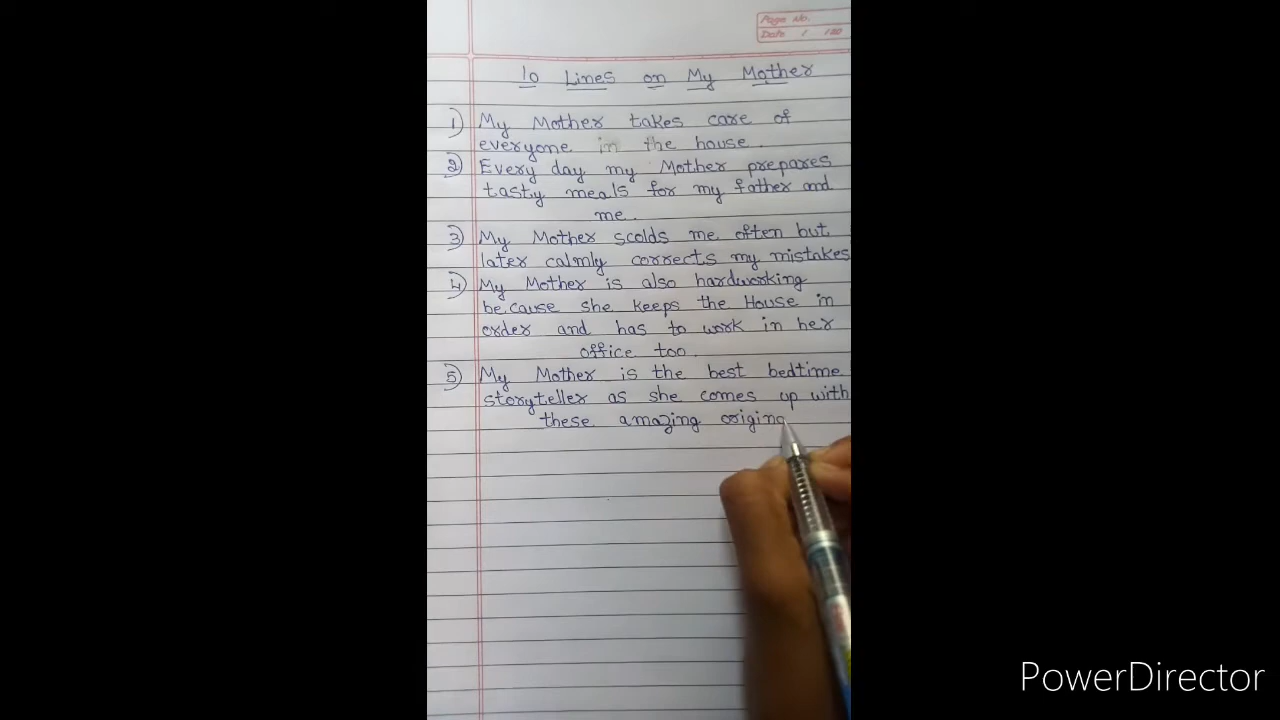 Page No.
Date / /20
10 Lines on My Mother
1) My Mother takes care of
everyone in the house.
2) Every day my Mother prepares
tasty meals for my father and
me.
3) My Mother scolds me often but
later calmly corrects my mistakes
4) My Mother is also hardworking
because she keeps the House in
order and has to work in her
office too.
5) My Mother is the best bedtime
storyteller as she comes up with
these amazing origina
PowerDirector